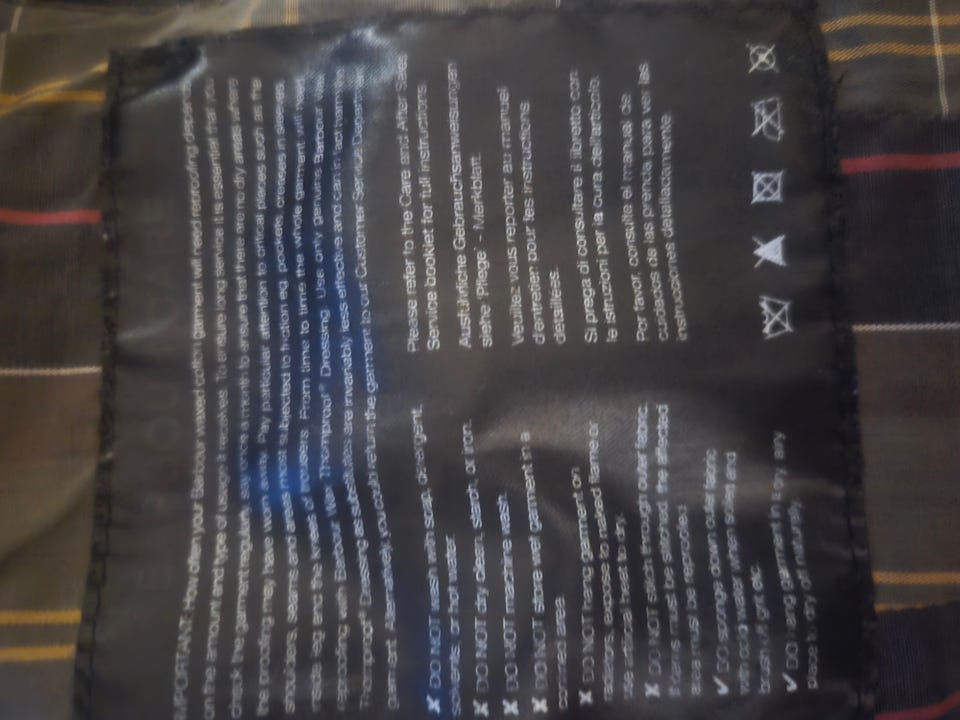 IMPORTANT: How often your Barbour waxed cotton garment will need reproofing depends
on the amount and type of usage it receives. To ensure long service it is essential that you
check the garment regularly, say once a month to ensure that there are no dry areas where
the proofing may have worn. Pay particular attention to critical places such as the
shoulders, seams and areas most subjected to friction eg. pockets, creases in sleeves,
inside leg and the knees of trousers. From time to time the whole garment will need
reproofing with Barbour Wax Thornproof® Dressing. Use only genuine Barbour Wax
Thornproof® Dressing as substitutes are invariably less effective and can in fact harm the
garment. Alternatively, you could return the garment to our Customer Service Department.
✗ DO NOT wash with soap, detergent,
solvents, or hot water.
✗ DO NOT dry clean, starch, or iron.
✗ DO NOT machine wash.
✗ DO NOT store wet garment in a
confined area.
✗ DO NOT hang garment on
radiators, expose to naked flame or
use artificial heat to dry.
✗ DO NOT stitch through outer fabric.
If items must be stitched, the affected
area must be reproofed.
✓ DO sponge down outer fabric
with cold water when soiled and
brush out grit etc.
✓ DO hang garment in a dry airy
place to dry off naturally.
Please refer to the Care and After Sales
Service booklet for full instructions.
Ausführliche Gebrauchsanweisungen
siehe 'Pflege' - Merkblatt.
Veuillez vous reporter au manuel
d'entretien pour les instructions
détaillées.
Si prega di consultare il libretto con
le istruzioni per la cura dell'articolo.
Por favor, consulte el manual de
cuidados de las prenda para ver las
instrucciones detalladamente.